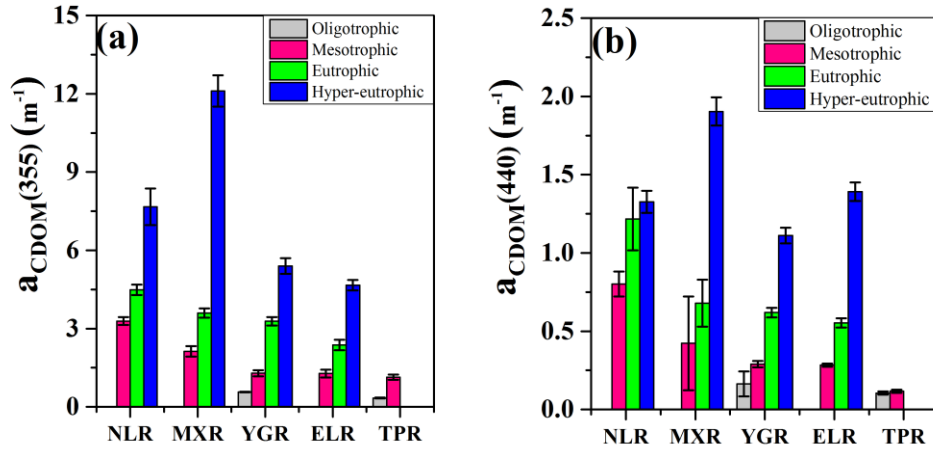 (a)
Oligotrophic
Mesotrophic
Eutrophic
Hyper-eutrophic
a_CDOM(355) (m⁻¹)
15
12
9
6
3
0
NLR MXR YGR ELR TPR
(b)
Oligotrophic
Mesotrophic
Eutrophic
Hyper-eutrophic
a_CDOM(440) (m⁻¹)
2.5
2.0
1.5
1.0
0.5
0.0
NLR MXR YGR ELR TPR